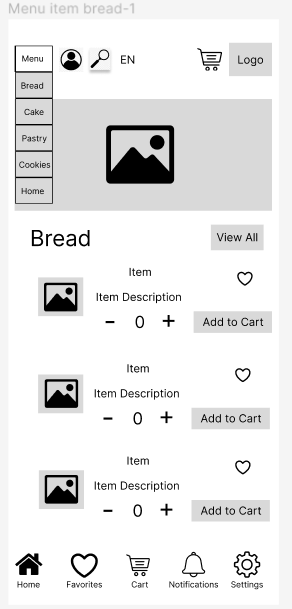 Menu item bread-1
Menu
EN
Logo
Bread
Cake
Pastry
Cookies
Home
Bread
View All
Item
Item Description
- 0 +
Add to Cart
Item
Item Description
- 0 +
Add to Cart
Item
Item Description
- 0 +
Add to Cart
Home
Favorites
Cart
Notifications
Settings